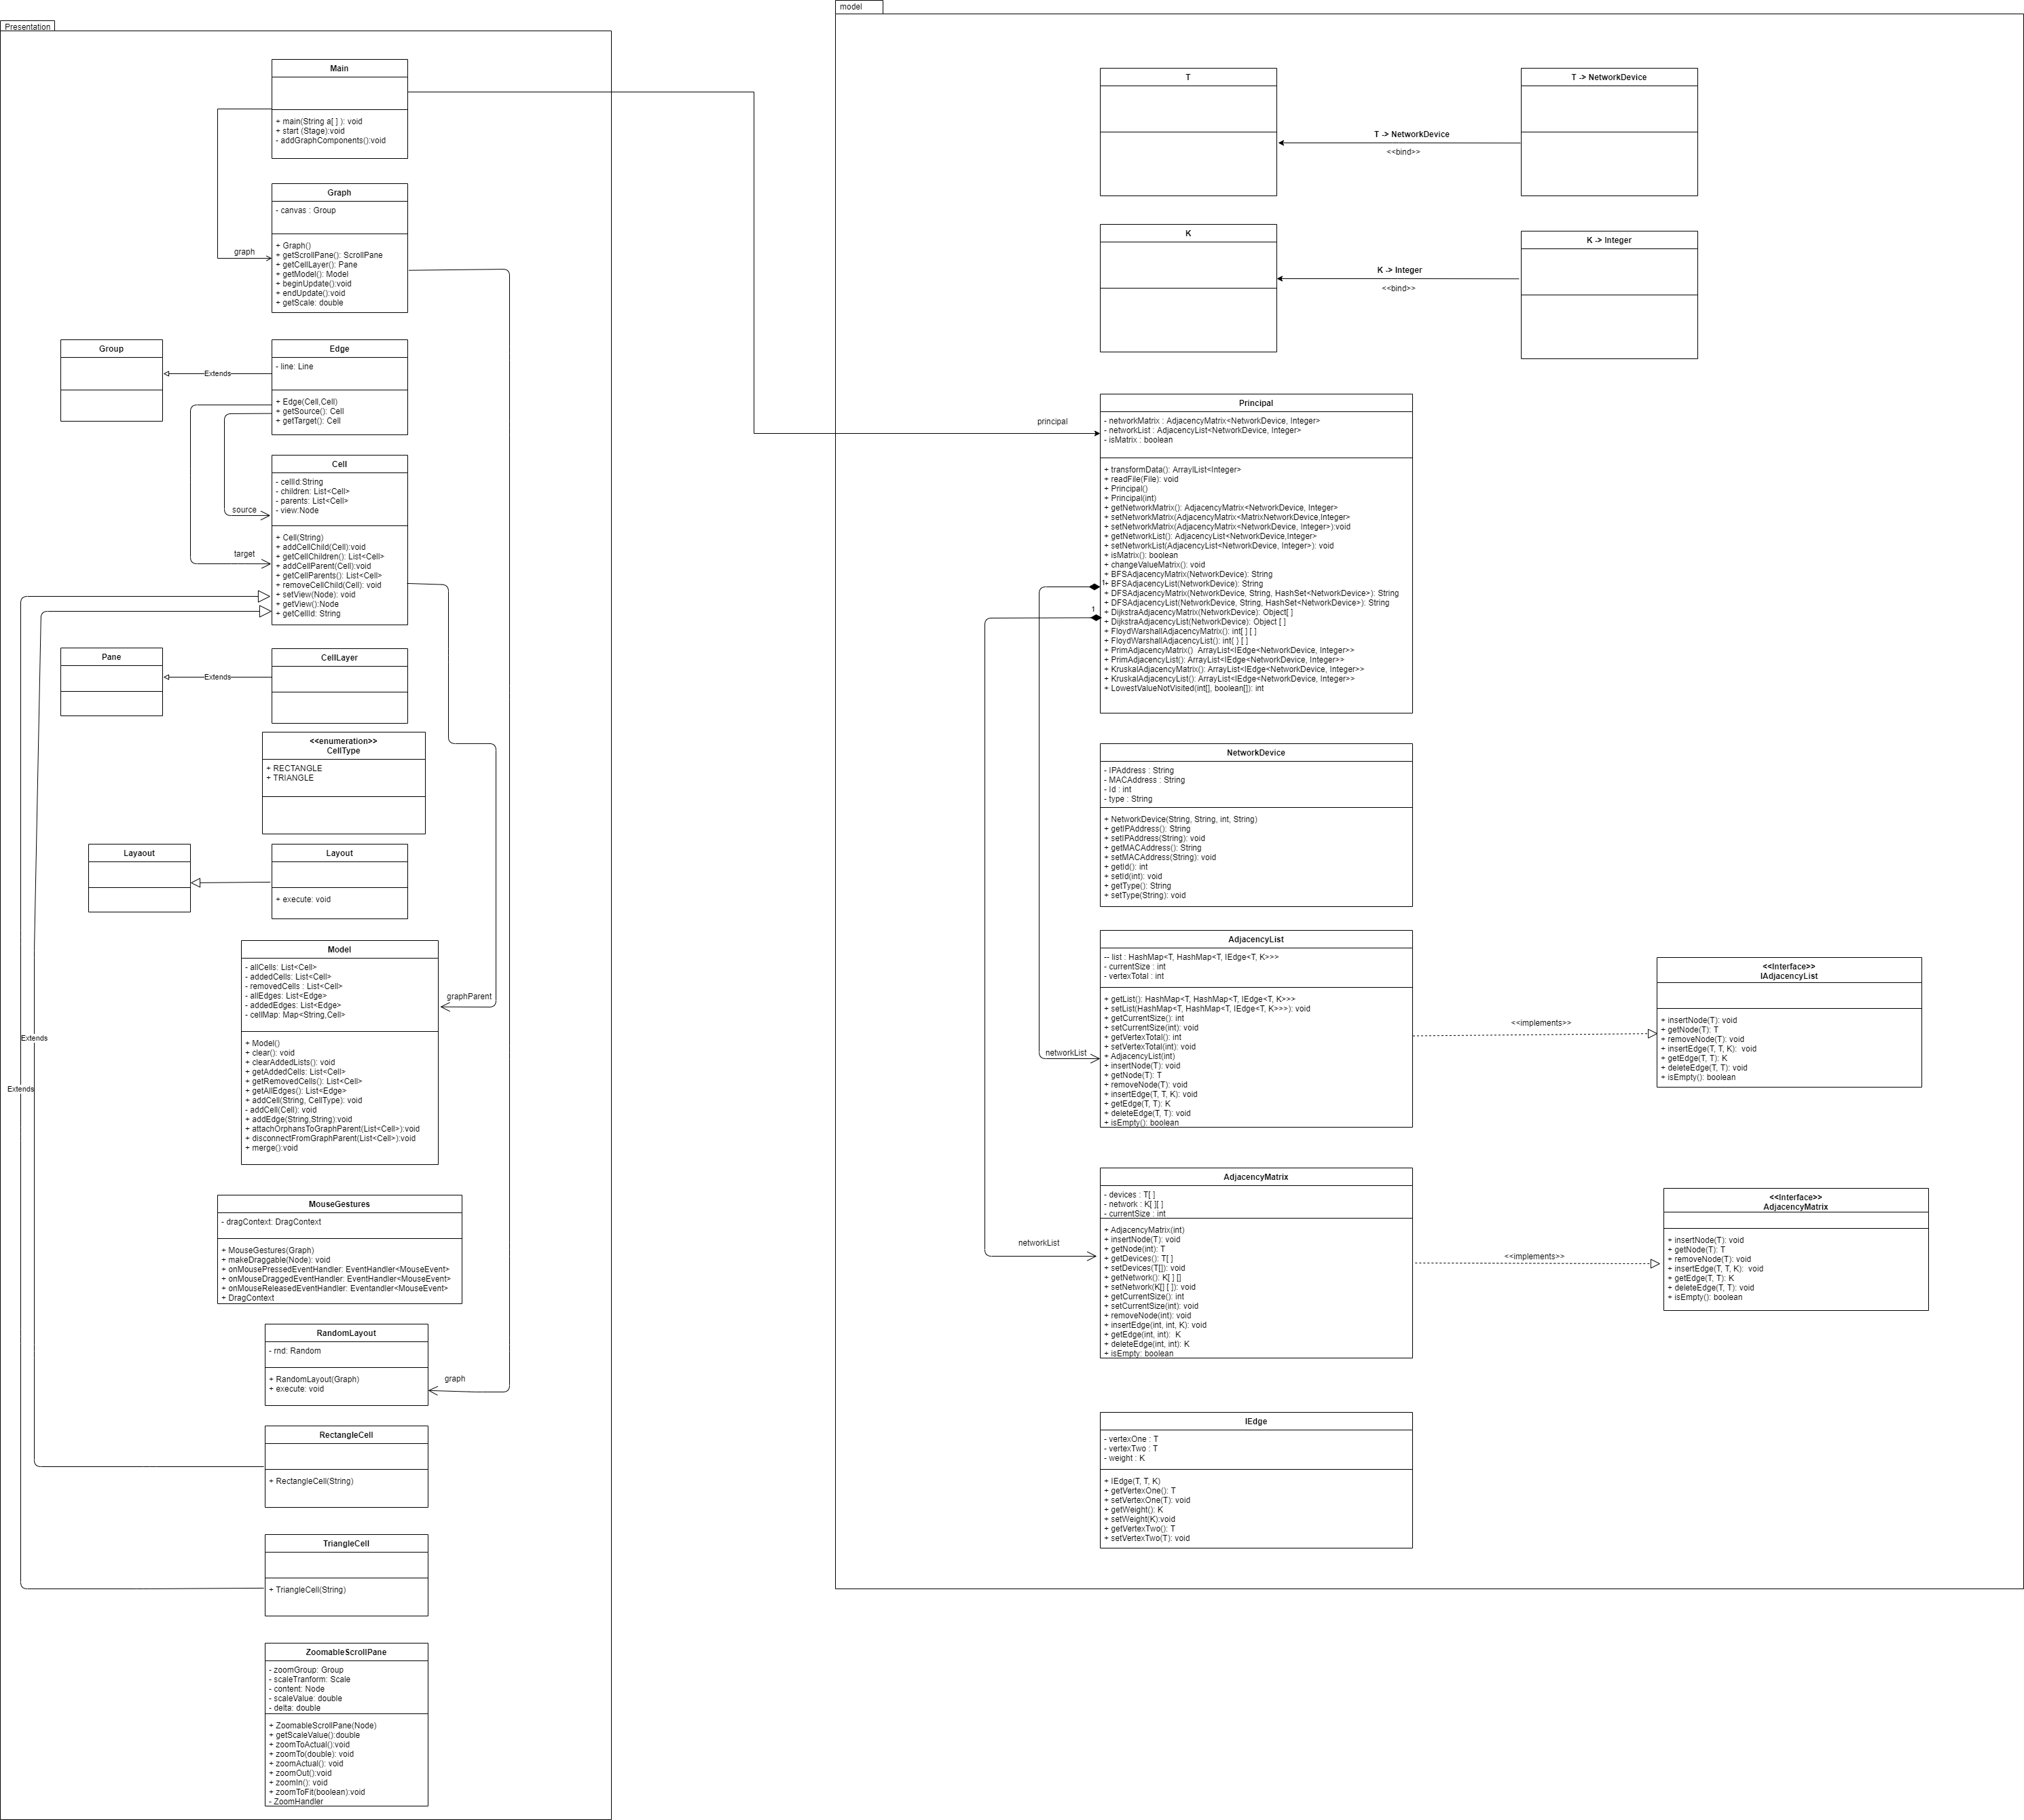 Presentation
Main
+ main(String a[ ] ): void
+ start (Stage):void
- addGraphComponents():void
Graph
- canvas : Group
+ Graph()
+ getScrollPane(): ScrollPane
+ getCellLayer(): Pane
+ getModel(): Model
+ beginUpdate():void
+ endUpdate():void
+ getScale: double
graph
Group
Extends
Edge
- line: Line
+ Edge(Cell,Cell)
+ getSource(): Cell
+ getTarget(): Cell
Cell
- cellId:String
- children: List<Cell>
- parents: List<Cell>
- view:Node
+ Cell(String)
+ addCellChild(Cell):void
+ getCellChildren(): List<Cell>
+ addCellParent(Cell):void
+ getCellParents(): List<Cell>
+ removeCellChild(Cell): void
+ setView(Node): void
+ getView():Node
+ getCellId: String
source
target
Pane
Extends
CellLayer
<<enumeration>>
CellType
+ RECTANGLE
+ TRIANGLE
Layaout
Layout
+ execute: void
Model
- allCells: List<Cell>
- addedCells: List<Cell>
- removedCells : List<Cell>
- allEdges: List<Edge>
- addedEdges: List<Edge>
- cellMap: Map<String,Cell>
+ Model()
+ clear(): void
+ clearAddedLists(): void
+ getAddedCells: List<Cell>
+ getRemovedCells(): List<Cell>
+ getAllEdges(): List<Edge>
+ addCell(String, CellType): void
- addCell(Cell): void
+ addEdge(String,String):void
+ attachOrphansToGraphParent(List<Cell>):void
+ disconnectFromGraphParent(List<Cell>):void
+ merge():void
graphParent
Extends
Extends
MouseGestures
- dragContext: DragContext
+ MouseGestures(Graph)
+ makeDraggable(Node): void
+ onMousePressedEventHandler: EventHandler<MouseEvent>
+ onMouseDraggedEventHandler: EventHandler<MouseEvent>
+ onMouseReleasedEventHandler: Eventandler<MouseEvent>
+ DragContext
RandomLayout
- rnd: Random
+ RandomLayout(Graph)
+ execute: void
graph
RectangleCell
+ RectangleCell(String)
TriangleCell
+ TriangleCell(String)
ZoomableScrollPane
- zoomGroup: Group
- scaleTranform: Scale
- content: Node
- scaleValue: double
- delta: double
+ ZoomableScrollPane(Node)
+ getScaleValue():double
+ zoomToActual():void
+ zoomTo(double): void
+ zoomActual(): void
+ zoomOut():void
+ zoomIn(): void
+ zoomToFit(boolean):void
- ZoomHandler
model
T
T -> NetworkDevice
<<bind>>
T -> NetworkDevice
K
K -> Integer
<<bind>>
K -> Integer
principal
Principal
- networkMatrix : AdjacencyMatrix<NetworkDevice, Integer>
- networkList : AdjacencyList<NetworkDevice, Integer>
- isMatrix : boolean
+ transformData(): ArraylList<Integer>
+ readFile(File): void
+ Principal()
+ Principal(int)
+ getNetworkMatrix(): AdjacencyMatrix<NetworkDevice, Integer>
+ setNetworkMatrix(AdjacencyMatrix<MatrixNetworkDevice,Integer>
+ setNetworkMatrix(AdjacencyMatrix<NetworkDevice, Integer>):void
+ getNetworkList(): AdjacencyList<NetworkDevice,Integer>
+ setNetworkList(AdjacencyList<NetworkDevice, Integer>): void
+ isMatrix(): boolean
+ changeValueMatrix(): void
+ BFSAdjacencyMatrix(NetworkDevice): String
+ BFSAdjacencyList(NetworkDevice): String
+ DFSAdjacencyMatrix(NetworkDevice, String, HashSet<NetworkDevice>): String
+ DFSAdjacencyList(NetworkDevice, String, HashSet<NetworkDevice>): String
+ DijkstraAdjacencyMatrix(NetworkDevice): Object[ ]
+ DijkstraAdjacencyList(NetworkDevice): Object [ ]
+ FloydWarshallAdjacencyMatrix(): int[ ] [ ]
+ FloydWarshallAdjacencyList(): int{ } [ ]
+ PrimAdjacencyMatrix()  ArrayList<IEdge<NetworkDevice, Integer>>
+ PrimAdjacencyList(): ArrayList<IEdge<NetworkDevice, Integer>>
+ KruskalAdjacencyMatrix(): ArrayList<IEdge<NetworkDevice, Integer>>
+ KruskalAdjacencyList(): ArrayList<IEdge<NetworkDevice, Integer>>
+ LowestValueNotVisited(int[], boolean[]): int
1
1
NetworkDevice
- IPAddress : String
- MACAddress : String
- Id : int
- type : String
+ NetworkDevice(String, String, int, String)
+ getIPAddress(): String
+ setIPAddress(String): void
+ getMACAddress(): String
+ setMACAddress(String): void
+ getId(): int
+ setId(int): void
+ getType(): String
+ setType(String): void
AdjacencyList
-- list : HashMap<T, HashMap<T, IEdge<T, K>>>
- currentSize : int
- vertexTotal : int
+ getList(): HashMap<T, HashMap<T, IEdge<T, K>>>
+ setList(HashMap<T, HashMap<T, IEdge<T, K>>>): void
+ getCurrentSize(): int
+ setCurrentSize(int): void
+ getVertexTotal(): int
+ setVertexTotal(int): void
+ AdjacencyList(int)
+ insertNode(T): void
+ getNode(T): T
+ removeNode(T): void
+ insertEdge(T, T, K): void
+ getEdge(T, T): K
+ deleteEdge(T, T): void
+ isEmpty(): boolean
networkList
<<implements>>
<<Interface>>
IAdjacencyList
+ insertNode(T): void
+ getNode(T): T
+ removeNode(T): void
+ insertEdge(T, T, K):  void
+ getEdge(T, T): K
+ deleteEdge(T, T): void
+ isEmpty(): boolean
AdjacencyMatrix
- devices : T[ ]
- network : K[ ][ ]
- currentSize : int
+ AdjacencyMatrix(int)
+ insertNode(T): void
+ getNode(int): T
+ getDevices(): T[ ]
+ setDevices(T[]): void
+ getNetwork(): K[ ] []
+ setNetwork(K[] [ ]): void
+ getCurrentSize(): int
+ setCurrentSize(int): void
+ removeNode(int): void
+ insertEdge(int, int, K): void
+ getEdge(int, int):  K
+ deleteEdge(int, int): K
+ isEmpty: boolean
networkList
<<implements>>
<<Interface>>
AdjacencyMatrix
+ insertNode(T): void
+ getNode(T): T
+ removeNode(T): void
+ insertEdge(T, T, K):  void
+ getEdge(T, T): K
+ deleteEdge(T, T): void
+ isEmpty(): boolean
IEdge
- vertexOne : T
- vertexTwo : T
- weight : K
+ IEdge(T, T, K)
+ getVertexOne(): T
+ setVertexOne(T): void
+ getWeight(): K
+ setWeight(K):void
+ getVertexTwo(): T
+ setVertexTwo(T): void